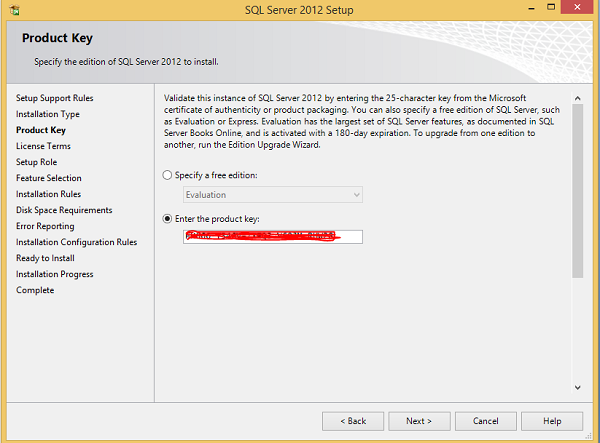 SQL Server 2012 Setup
Product Key
Specify the edition of SQL Server 2012 to install.
Setup Support Rules
Installation Type
Product Key
License Terms
Setup Role
Feature Selection
Installation Rules
Disk Space Requirements
Error Reporting
Installation Configuration Rules
Ready to Install
Installation Progress
Complete
Validate this instance of SQL Server 2012 by entering the 25-character key from the Microsoft
certificate of authenticity or product packaging. You can also specify a free edition of SQL Server, such
as Evaluation or Express. Evaluation has the largest set of SQL Server features, as documented in SQL
Server Books Online, and is activated with a 180-day expiration. To upgrade from one edition to
another, run the Edition Upgrade Wizard.
Specify a free edition:
Evaluation
Enter the product key:
< Back
Next >
Cancel
Help